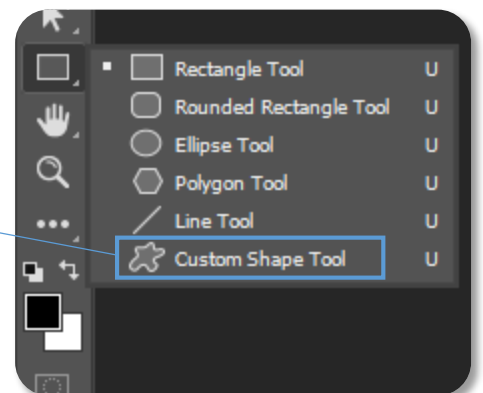 Rectangle Tool U
Rounded Rectangle Tool U
Ellipse Tool U
Polygon Tool U
Line Tool U
Custom Shape Tool U